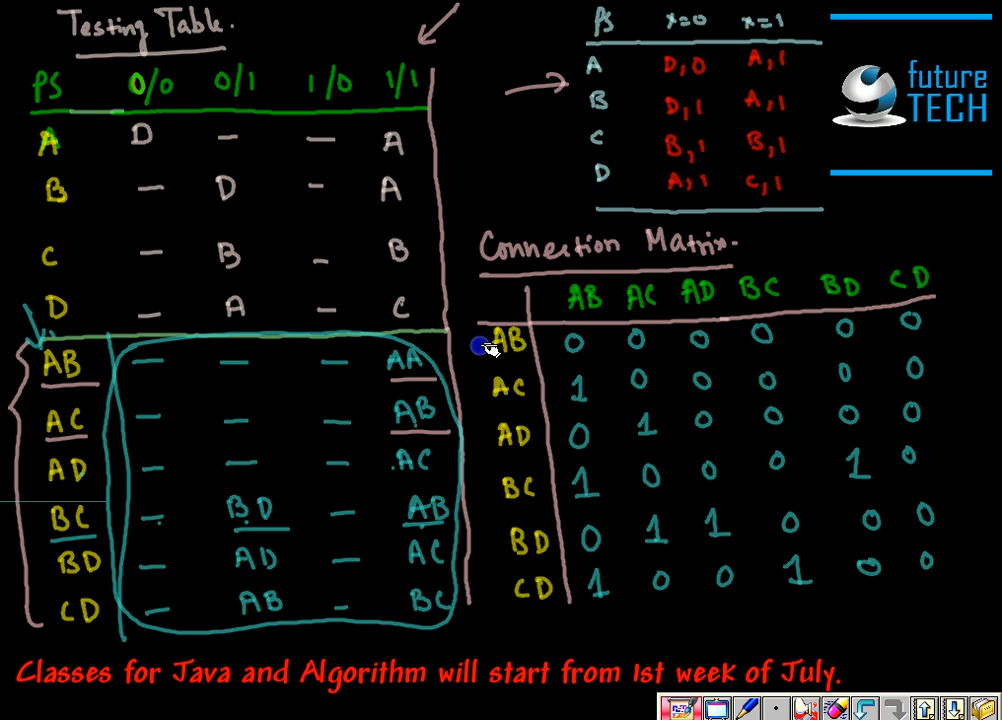 Testing Table.
PS 0/0 0/1 1/0 1/1
A D - - A
B - D - A
C - B - B
D - A - C
AB - - - AA
AC - - - AB
AD - - - .AC
BC - BD - AB
BD - AD - AC
CD - AB - BC
PS x=0 x=1
A D,0 A,1
B D,1 A,1
C B,1 B,1
D A,1 C,1
future
TECH
Connection Matrix.
AB AC AD BC BD CD
AB 0 0 0 0 0 0
AC 1 0 0 0 0 0
AD 0 1 0 0 0 0
BC 1 0 0 0 1 0
BD 0 1 1 0 0 0
CD 1 0 0 1 0 0
Classes for Java and Algorithm will start from 1st week of July.